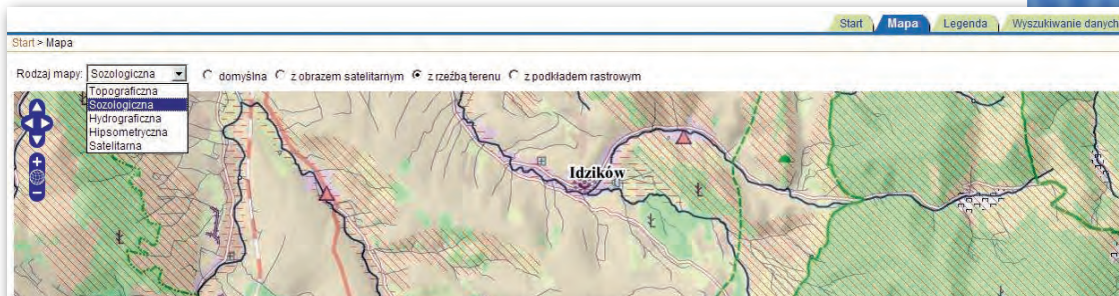 Start Mapa Legenda Wyszukiwanie danych
Start > Mapa
Rodzaj mapy: Sozologiczna domyślna z obrazem satelitarnym z rzeźbą terenu z podkładem rastrowym
Topograficzna
Sozologiczna
Hydrograficzna
Hipsometryczna
Satelitarna
Idzików